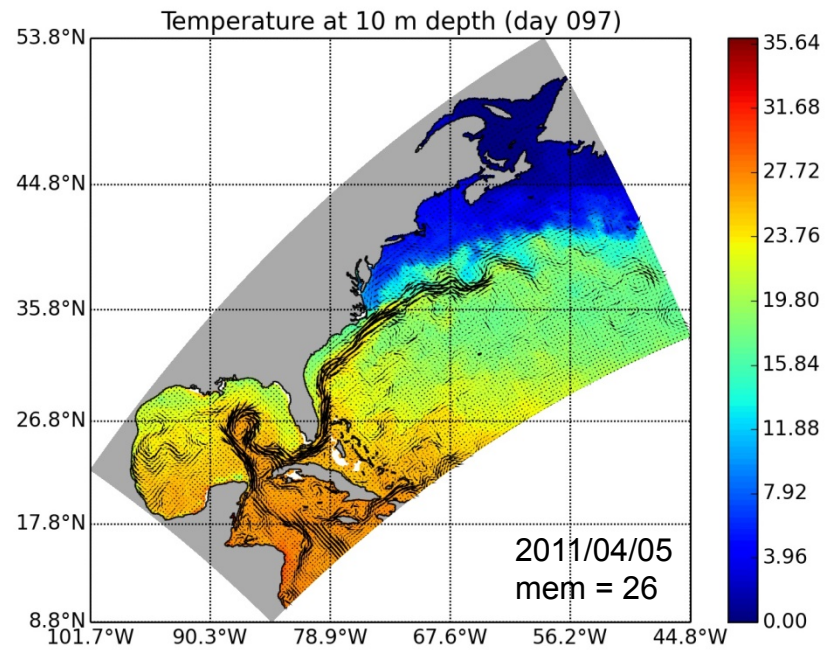 Temperature at 10 m depth (day 097)
53.8°N
44.8°N
35.8°N
26.8°N
17.8°N
8.8°N
101.7°W 90.3°W 78.9°W 67.6°W 56.2°W 44.8°W
35.64
31.68
27.72
23.76
19.80
15.84
11.88
7.92
3.96
0.00
2011/04/05
mem = 26